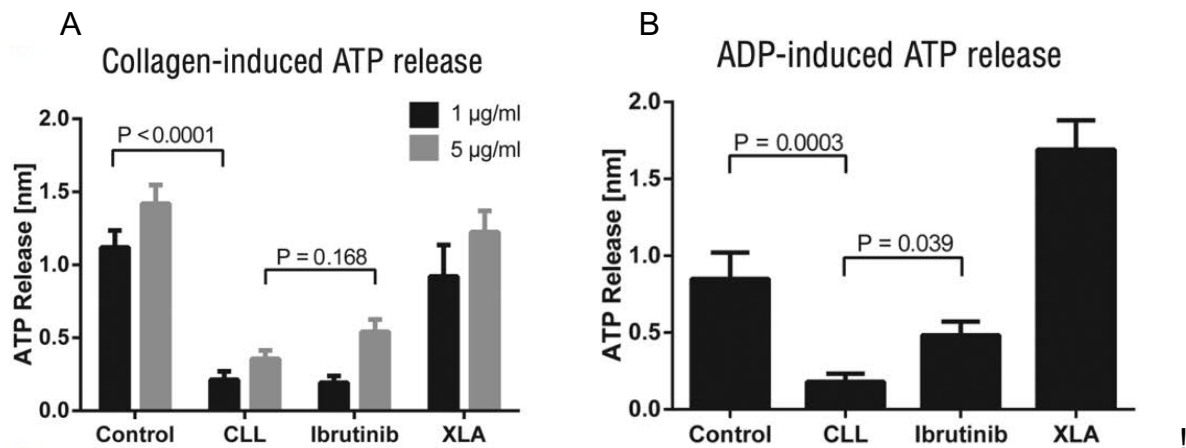 A
Collagen-induced ATP release
1 µg/ml
5 µg/ml
P < 0.0001
P = 0.168
ATP Release [nm]
2.0
1.5
1.0
0.5
0.0
Control CLL Ibrutinib XLA
B
ADP-induced ATP release
P = 0.0003
P = 0.039
ATP Release [nm]
2.0
1.5
1.0
0.5
0.0
Control CLL Ibrutinib XLA
!